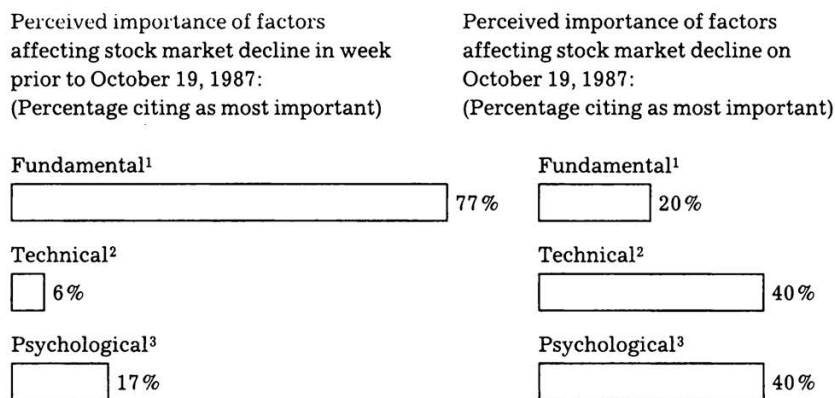 Perceived importance of factors
affecting stock market decline in week
prior to October 19, 1987:
(Percentage citing as most important)
Fundamental¹
77%
Technical²
6%
Psychological³
17%
Perceived importance of factors
affecting stock market decline on
October 19, 1987:
(Percentage citing as most important)
Fundamental¹
20%
Technical²
40%
Psychological³
40%